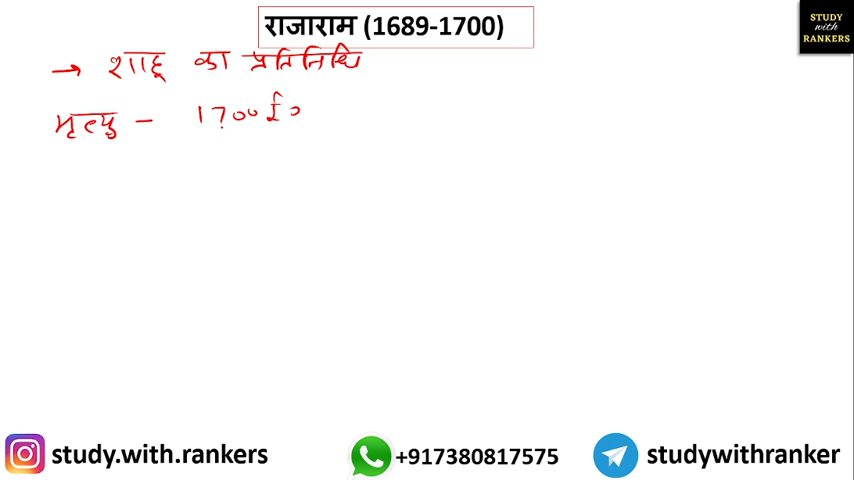 राजाराम (1689-1700)
STUDY
with
RANKERS
→ शाहू का प्रतिनिधि
मृत्यु - 1700 ई०
study.with.rankers
+917380817575
studywithranker